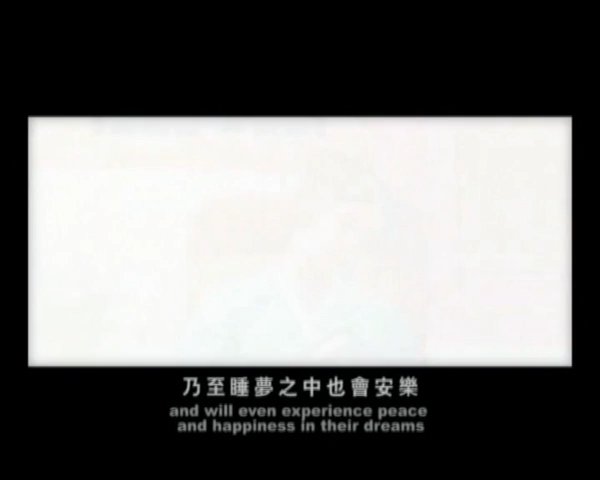 乃至睡夢之中也會安樂
and will even experience peace
and happiness in their dreams